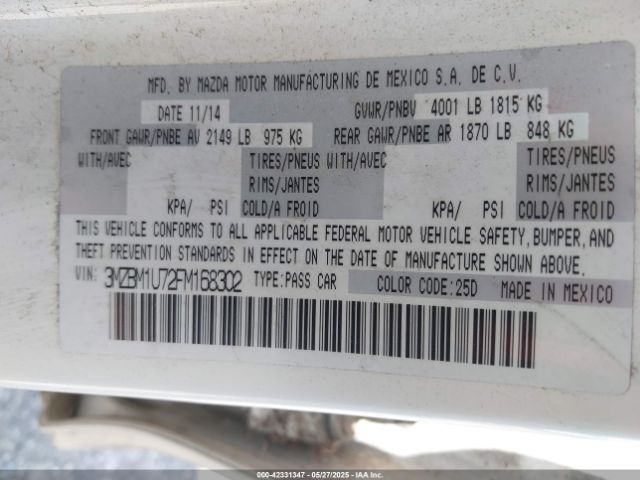 MFD. BY MAZDA MOTOR MANUFACTURING DE MEXICO S.A. DE C.V.
DATE 11/14 GVWR/PNBV 4001 LB 1815 KG
FRONT GAWR/PNBE AV 2149 LB 975 KG REAR GAWR/PNBE AR 1870 LB 848 KG
WITH/AVEC TIRES/PNEUS WITH/AVEC TIRES/PNEUS
RIMS/JANTES RIMS/JANTES
KPA/ PSI COLD/A FROID KPA/ PSI COLD/A FROID
THIS VEHICLE CONFORMS TO ALL APPLICABLE FEDERAL MOTOR VEHICLE SAFETY, BUMPER, AND
THEFT PREVENTION STANDARDS IN EFFECT ON THE DATE OF MANUFACTURE SHOWN ABOVE.
VIN: 3MZBM1U72FM168302 TYPE:PASS CAR COLOR CODE:25D MADE IN MEXICO
000-42331347 - 05/27/2025 - IAAI.COM